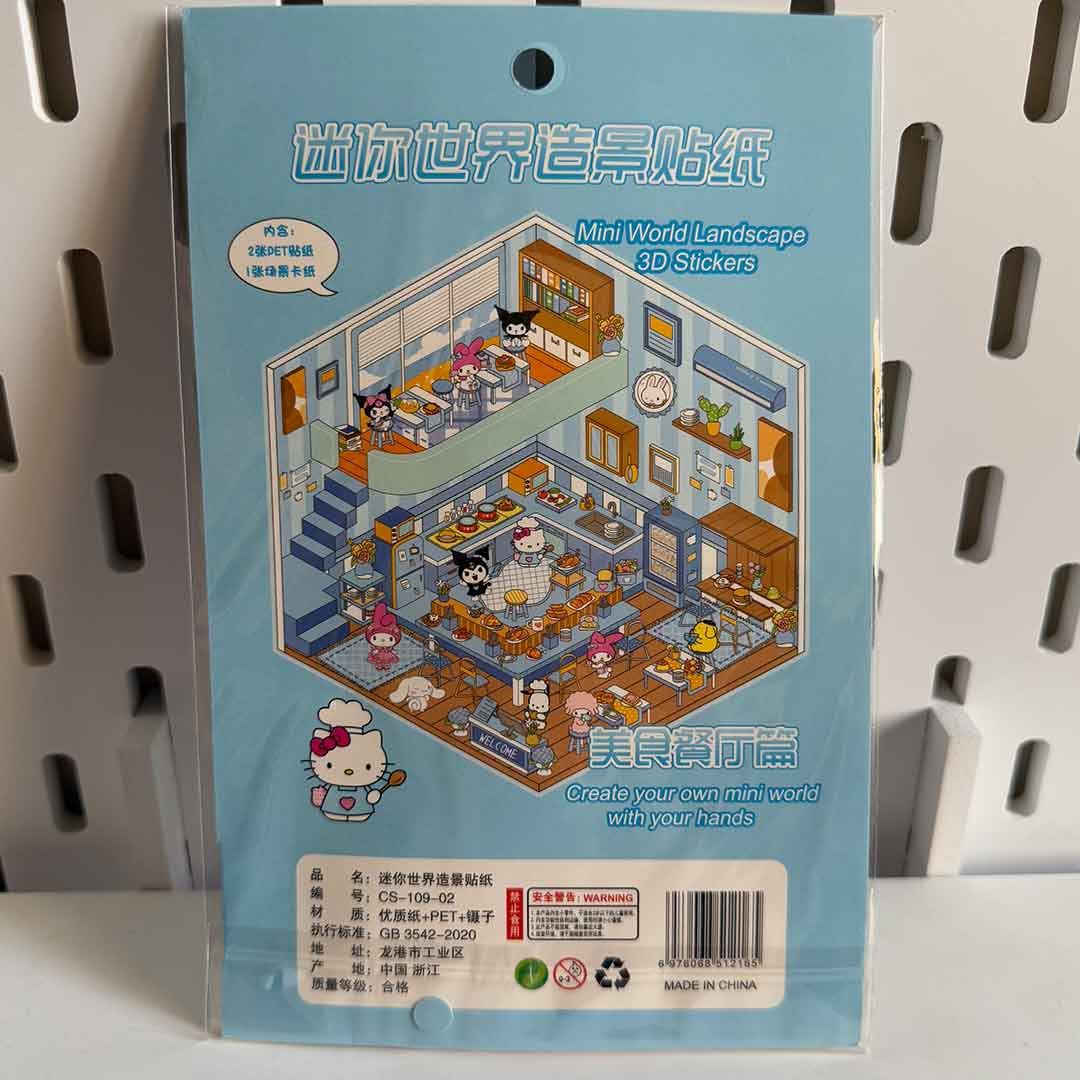 迷你世界造景贴纸
Mini World Landscape
3D Stickers
内含：
2张PET贴纸
1张场景卡纸
WELCOME
美食餐厅篇
Create your own mini world
with your hands
品 名：迷你世界造景贴纸
编 号：CS-109-02
材 质：优质纸+PET+镊子
执行标准：GB 3542-2020
地 址：龙港市工业区
产 地：中国 浙江
质量等级：合格
禁止食用
安全警告：WARNING
0-3
6 978068 512185
MADE IN CHINA